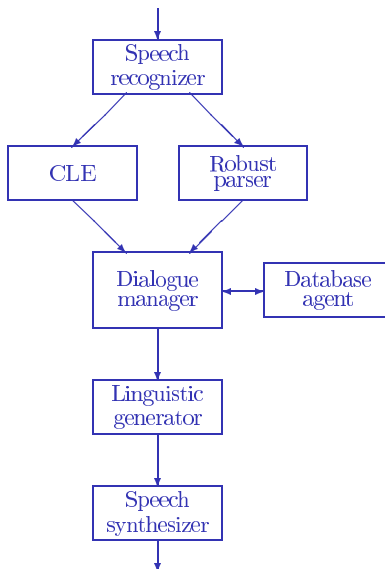 Speech
recognizer
CLE
Robust
parser
Dialogue
manager
Database
agent
Linguistic
generator
Speech
synthesizer